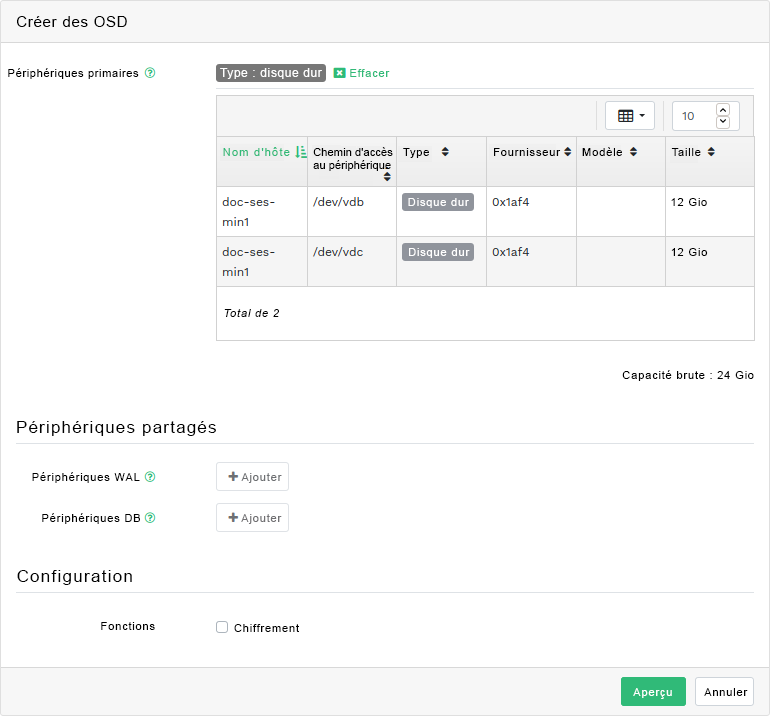 Créer des OSD
Périphériques primaires
Type : disque dur Effacer
10
Nom d'hôte Chemin d'accès au périphérique Type Fournisseur Modèle Taille
doc-ses-min1 /dev/vdb Disque dur 0x1af4 12 Gio
doc-ses-min1 /dev/vdc Disque dur 0x1af4 12 Gio
Total de 2
Capacité brute : 24 Gio
Périphériques partagés
Périphériques WAL Ajouter
Périphériques DB Ajouter
Configuration
Fonctions Chiffrement
Aperçu Annuler